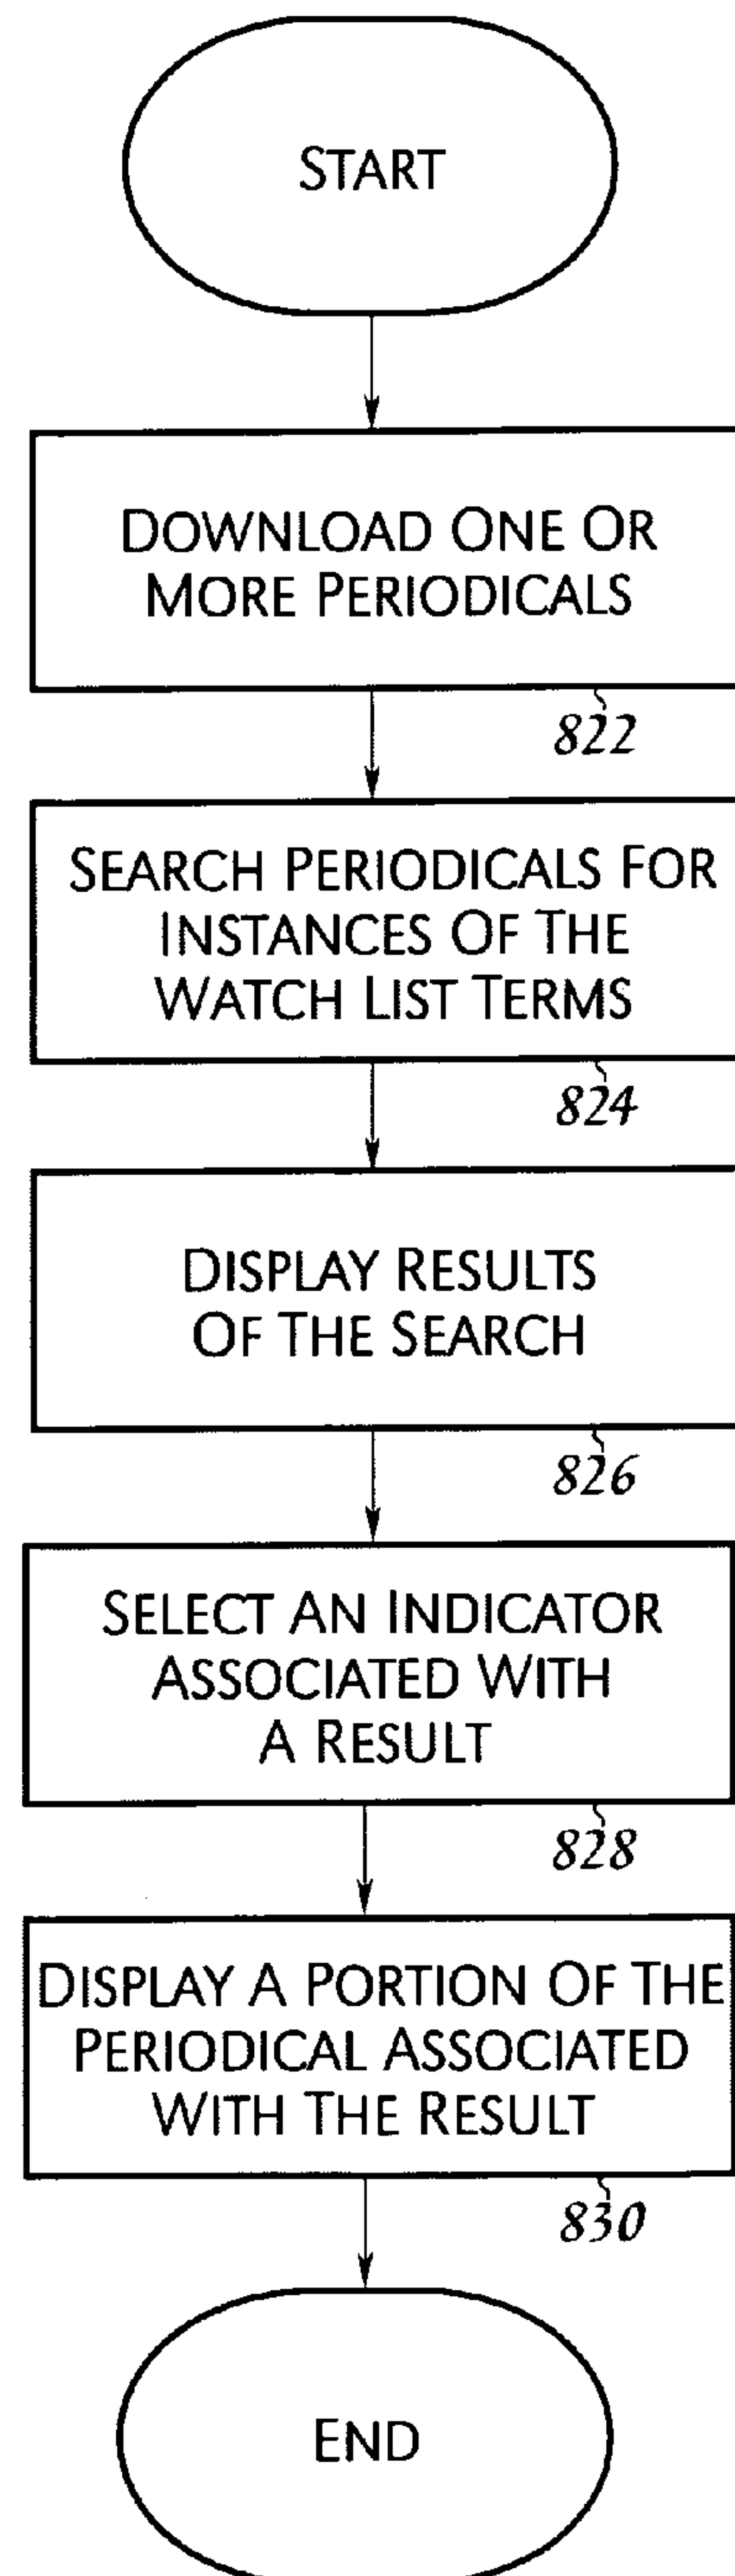 START
DOWNLOAD ONE OR
MORE PERIODICALS
822
SEARCH PERIODICALS FOR
INSTANCES OF THE
WATCH LIST TERMS
824
DISPLAY RESULTS
OF THE SEARCH
826
SELECT AN INDICATOR
ASSOCIATED WITH
A RESULT
828
DISPLAY A PORTION OF THE
PERIODICAL ASSOCIATED
WITH THE RESULT
830
END